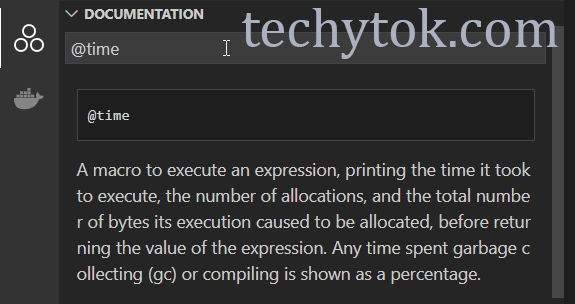 DOCUMENTATION
techytok.com
@time
@time
A macro to execute an expression, printing the time it took
to execute, the number of allocations, and the total numbe
r of bytes its execution caused to be allocated, before retur
ning the value of the expression. Any time spent garbage c
ollecting (gc) or compiling is shown as a percentage.